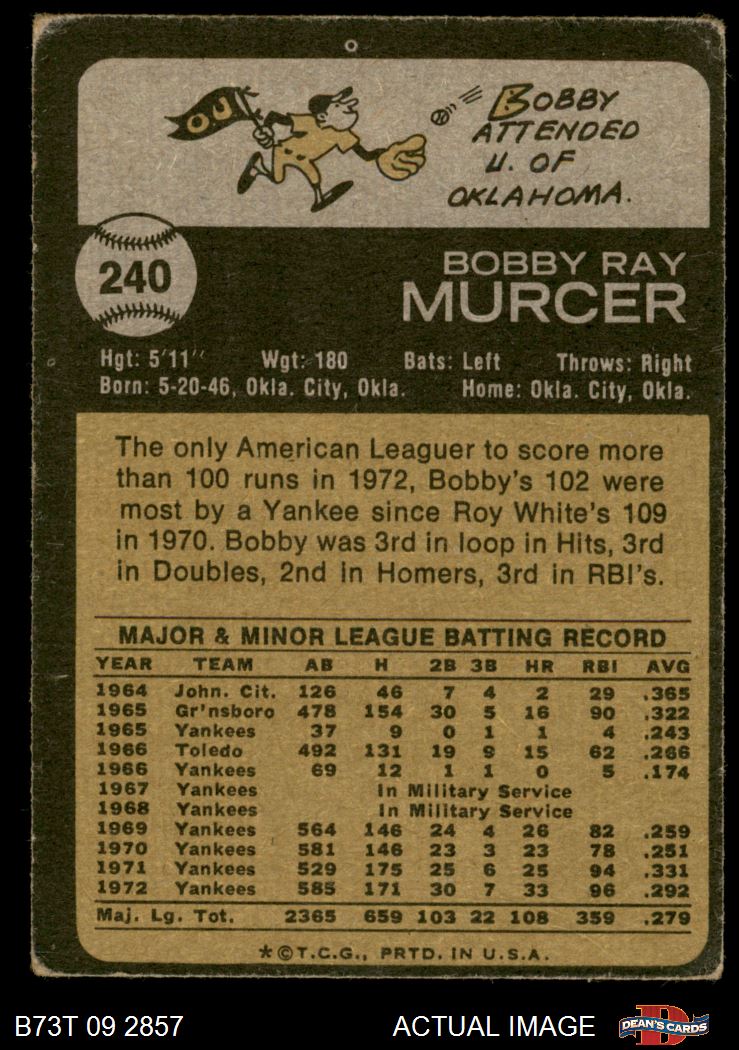 OU
BOBBY
ATTENDED
U. OF
OKLAHOMA.
240
BOBBY RAY
MURCER
Hgt: 5'11" Wgt: 180 Bats: Left Throws: Right
Born: 5-20-46, Okla. City, Okla. Home: Okla. City, Okla.
The only American Leaguer to score more
than 100 runs in 1972, Bobby's 102 were
most by a Yankee since Roy White's 109
in 1970. Bobby was 3rd in loop in Hits, 3rd
in Doubles, 2nd in Homers, 3rd in RBI's.
MAJOR & MINOR LEAGUE BATTING RECORD
YEAR TEAM AB H 2B 3B HR RBI AVG
1964 John. Cit. 126 46 7 4 2 29 .365
1965 Gr'nsboro 478 154 30 5 16 90 .322
1965 Yankees 37 9 0 1 1 4 .243
1966 Toledo 492 131 19 9 15 62 .266
1966 Yankees 69 12 1 1 0 5 .174
1967 Yankees In Military Service
1968 Yankees In Military Service
1969 Yankees 564 146 24 4 26 82 .259
1970 Yankees 581 146 23 3 23 78 .251
1971 Yankees 529 175 25 6 25 94 .331
1972 Yankees 585 171 30 7 33 96 .292
Maj. Lg. Tot. 2365 659 103 22 108 359 .279
*©T.C.G., PRTD. IN U.S.A.
B73T 09 2857 ACTUAL IMAGE
D
DEAN'S CARDS